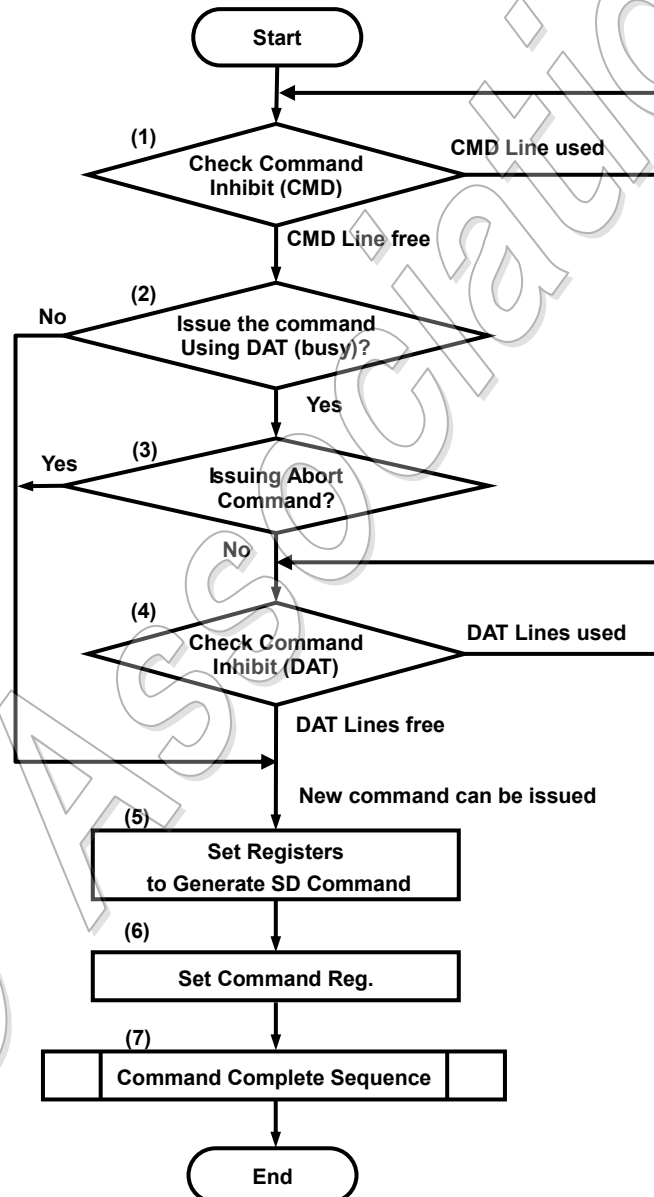 Start
(1)
Check Command
Inhibit (CMD)
CMD Line used
CMD Line free
(2)
No
Issue the command
Using DAT (busy)?
Yes
(3)
Yes
Issuing Abort
Command?
No
(4)
Check Command
Inhibit (DAT)
DAT Lines used
DAT Lines free
New command can be issued
(5)
Set Registers
to Generate SD Command
(6)
Set Command Reg.
(7)
Command Complete Sequence
End